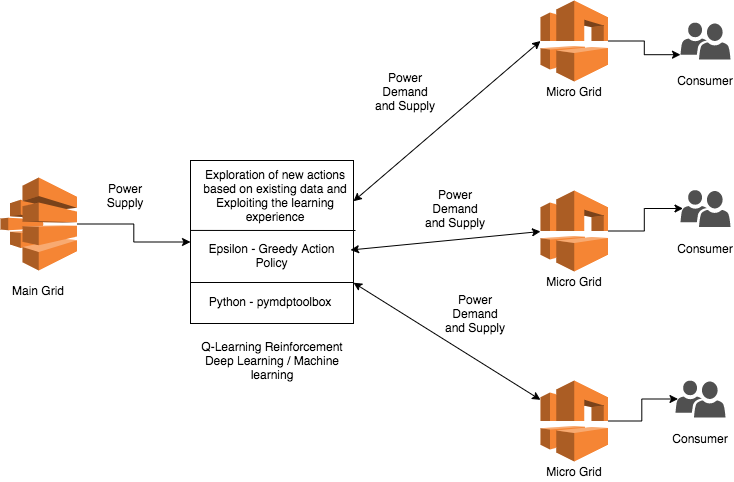 Micro Grid
Consumer
Power
Demand
and Supply
Exploration of new actions
based on existing data and
Exploiting the learning
experience
Power
Supply
Main Grid
Epsilon - Greedy Action
Policy
Python - pymdptoolbox
Q-Learning Reinforcement
Deep Learning / Machine
learning
Power
Demand
and Supply
Micro Grid
Consumer
Power
Demand
and Supply
Micro Grid
Consumer